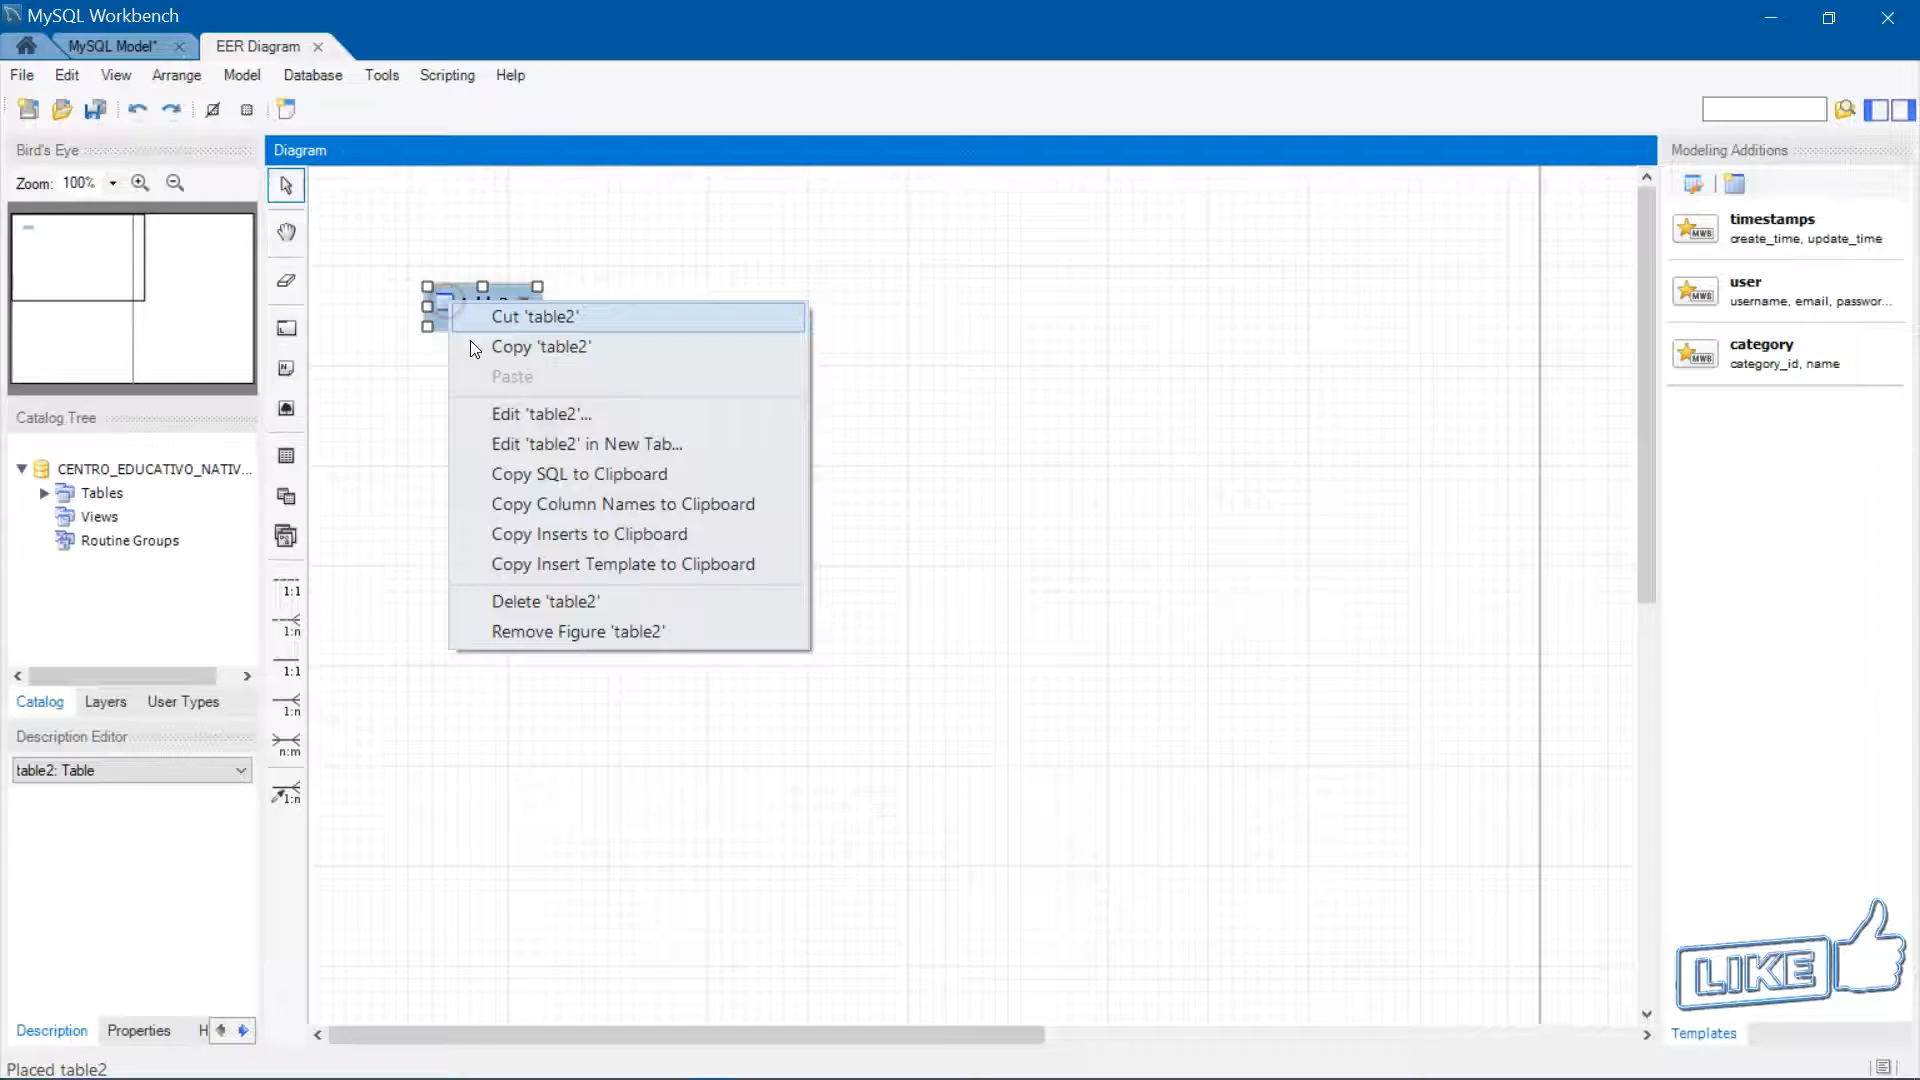 MySQL Workbench
MySQL Model*
EER Diagram
File Edit View Arrange Model Database Tools Scripting Help
Bird's Eye
Zoom: 100%
Catalog Tree
CENTRO_EDUCATIVO_NATIV...
Tables
Views
Routine Groups
Catalog Layers User Types
Description Editor
table2: Table
Description Properties H
Placed table2
Diagram
1:1
1:n
1:1
1:n
n:m
1:n
Cut 'table2'
Copy 'table2'
Paste
Edit 'table2'...
Edit 'table2' in New Tab...
Copy SQL to Clipboard
Copy Column Names to Clipboard
Copy Inserts to Clipboard
Copy Insert Template to Clipboard
Delete 'table2'
Remove Figure 'table2'
Modeling Additions
MWB
timestamps
create_time, update_time
MWB
user
username, email, passwor...
MWB
category
category_id, name
LIKE
Templates